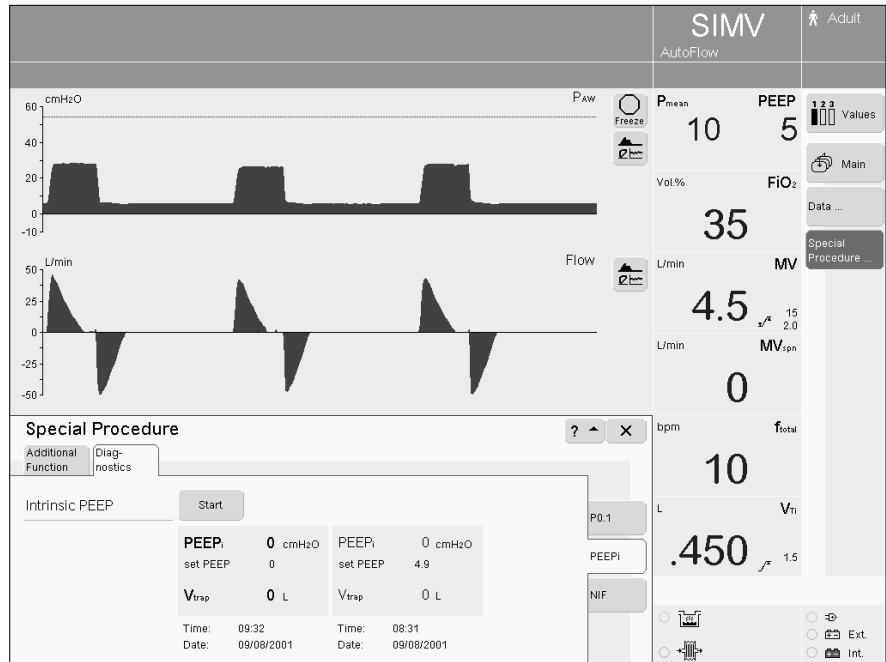 SIMV
AutoFlow
Adult
cmH2O
PAW
60
40
20
0
-10
Freeze
L/min
Flow
50
25
0
-25
-50
Pmean
PEEP
10
5
Vol.%
FiO2
35
L/min
MV
4.5
15
2.0
L/min
MVspn
0
bpm
ftotal
10
L
VTi
.450
1.5
1 2 3
Values
Main
Data ...
Special
Procedure ...
Special Procedure
?
Additional
Function
Diag-
nostics
Intrinsic PEEP
Start
PEEPi 0 cmH2O
set PEEP 0
Vtrap 0 L
Time: 09:32
Date: 09/08/2001
PEEPi 0 cmH2O
set PEEP 4.9
Vtrap 0 L
Time: 08:31
Date: 09/08/2001
P0.1
PEEPi
NIF
Ext.
Int.